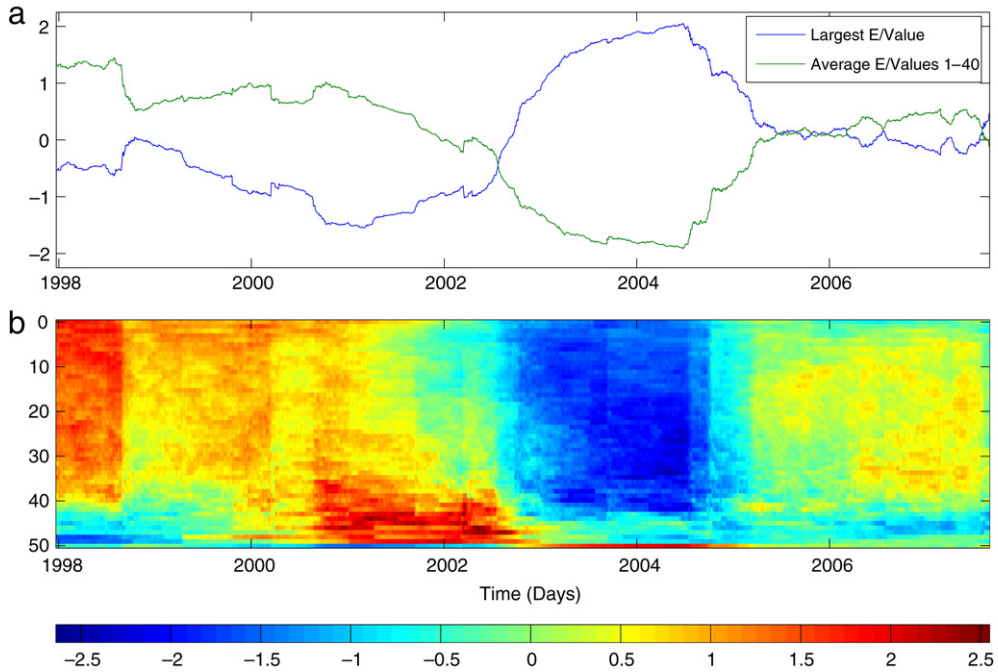 a
Largest E/Value
Average E/Values 1–40
2
1
0
−1
−2
1998 2000 2002 2004 2006
b
0
10
20
30
40
50
1998 2000 2002 2004 2006
Time (Days)
−2.5 −2 −1.5 −1 −0.5 0 0.5 1 1.5 2 2.5